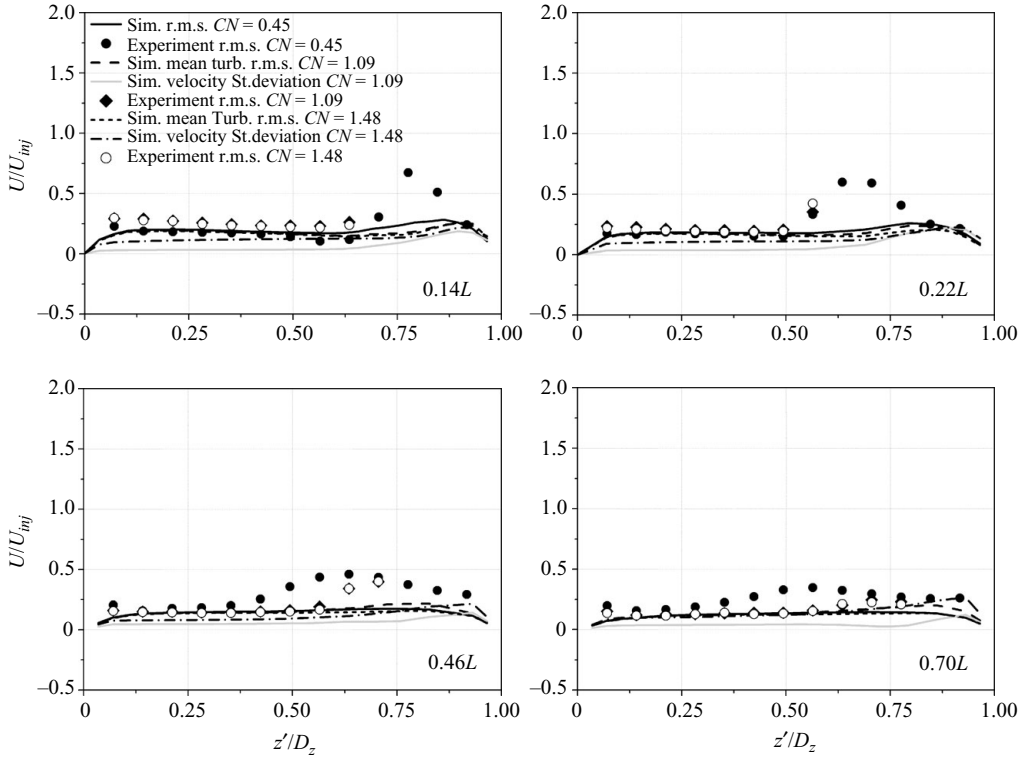 2.0
1.5
1.0
0.5
0
–0.5
U/U_inj
Sim. r.m.s. CN = 0.45
Experiment r.m.s. CN = 0.45
Sim. mean turb. r.m.s. CN = 1.09
Sim. velocity St.deviation CN = 1.09
Experiment r.m.s. CN = 1.09
Sim. mean Turb. r.m.s. CN = 1.48
Sim. velocity St.deviation CN = 1.48
Experiment r.m.s. CN = 1.48
0.14L
0 0.25 0.50 0.75 1.00
2.0
1.5
1.0
0.5
0
–0.5
0.22L
0 0.25 0.50 0.75 1.00
2.0
1.5
1.0
0.5
0
–0.5
U/U_inj
0.46L
0 0.25 0.50 0.75 1.00
z′/D_z
2.0
1.5
1.0
0.5
0
–0.5
0.70L
0 0.25 0.50 0.75 1.00
z′/D_z